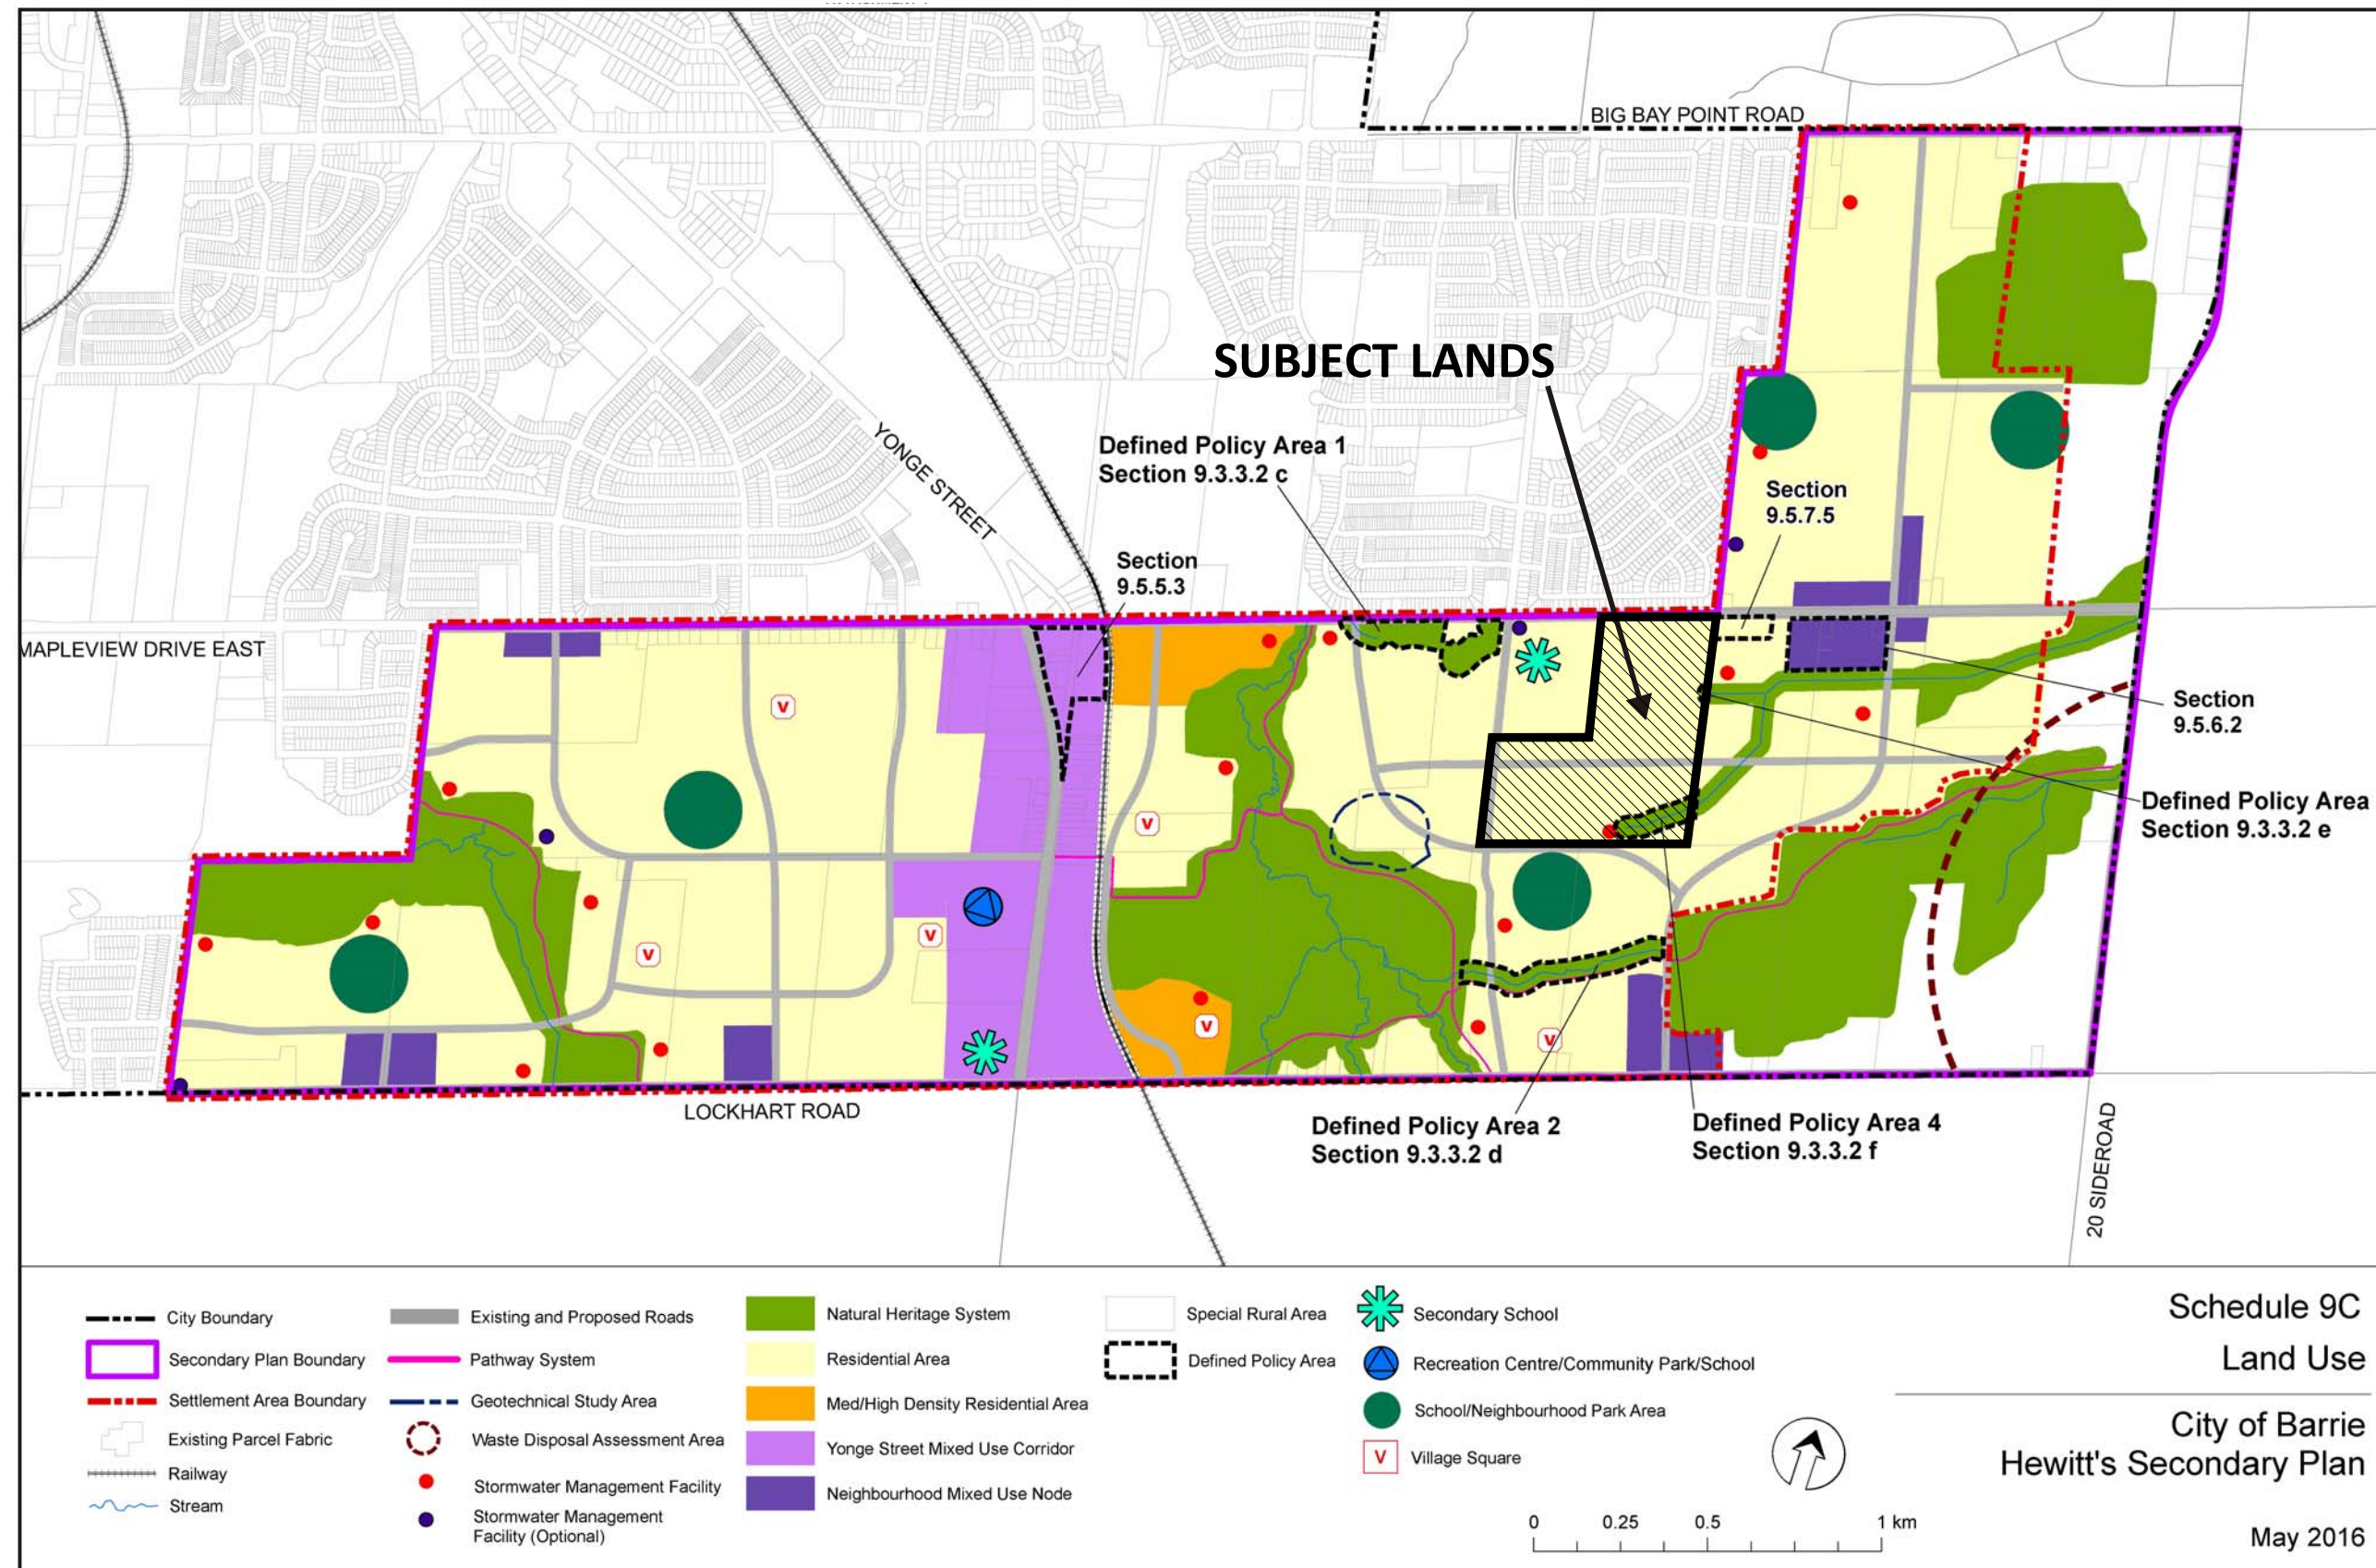 BIG BAY POINT ROAD
SUBJECT LANDS
YONGE STREET
Defined Policy Area 1
Section 9.3.3.2 c
Section
9.5.7.5
Section
9.5.5.3
MAPLEVIEW DRIVE EAST
V
Section
9.5.6.2
V
Defined Policy Area
Section 9.3.3.2 e
V
V
V
V
LOCKHART ROAD
Defined Policy Area 2
Section 9.3.3.2 d
Defined Policy Area 4
Section 9.3.3.2 f
20 SIDEROAD
City Boundary
Secondary Plan Boundary
Settlement Area Boundary
Existing Parcel Fabric
Railway
Stream
Existing and Proposed Roads
Pathway System
Geotechnical Study Area
Waste Disposal Assessment Area
Stormwater Management Facility
Stormwater Management
Facility (Optional)
Natural Heritage System
Residential Area
Med/High Density Residential Area
Yonge Street Mixed Use Corridor
Neighbourhood Mixed Use Node
Special Rural Area
Defined Policy Area
Secondary School
Recreation Centre/Community Park/School
School/Neighbourhood Park Area
V
Village Square
0 0.25 0.5 1 km
Schedule 9C
Land Use
City of Barrie
Hewitt's Secondary Plan
May 2016